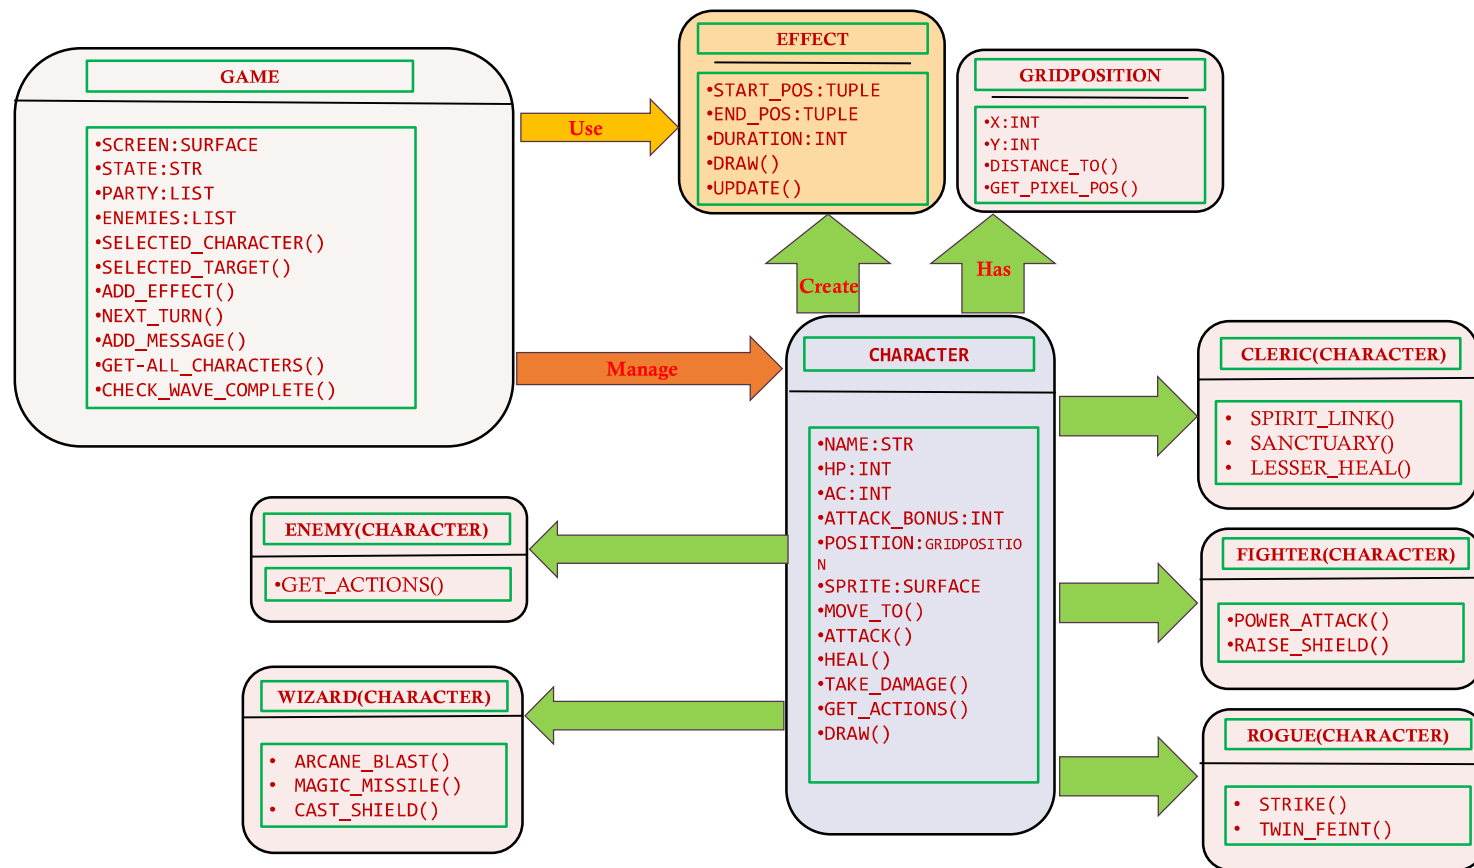 GAME
•SCREEN:SURFACE
•STATE:STR
•PARTY:LIST
•ENEMIES:LIST
•SELECTED_CHARACTER()
•SELECTED_TARGET()
•ADD_EFFECT()
•NEXT_TURN()
•ADD_MESSAGE()
•GET-ALL_CHARACTERS()
•CHECK_WAVE_COMPLETE()
Use
EFFECT
•START_POS:TUPLE
•END_POS:TUPLE
•DURATION:INT
•DRAW()
•UPDATE()
GRIDPOSITION
•X:INT
•Y:INT
•DISTANCE_TO()
•GET_PIXEL_POS()
Create
Has
Manage
CHARACTER
•NAME:STR
•HP:INT
•AC:INT
•ATTACK_BONUS:INT
•POSITION:GRIDPOSITIO
N
•SPRITE:SURFACE
•MOVE_TO()
•ATTACK()
•HEAL()
•TAKE_DAMAGE()
•GET_ACTIONS()
•DRAW()
CLERIC(CHARACTER)
• SPIRIT_LINK()
• SANCTUARY()
• LESSER_HEAL()
ENEMY(CHARACTER)
•GET_ACTIONS()
FIGHTER(CHARACTER)
•POWER_ATTACK()
•RAISE_SHIELD()
WIZARD(CHARACTER)
• ARCANE_BLAST()
• MAGIC_MISSILE()
• CAST_SHIELD()
ROGUE(CHARACTER)
• STRIKE()
• TWIN_FEINT()